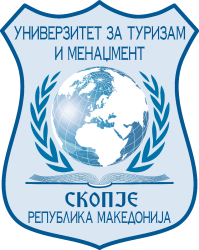 УНИВЕРЗИТЕТ ЗА ТУРИЗАМ
И МЕНАЏМЕНТ
СКОПЈЕ
РЕПУБЛИКА МАКЕДОНИЈА